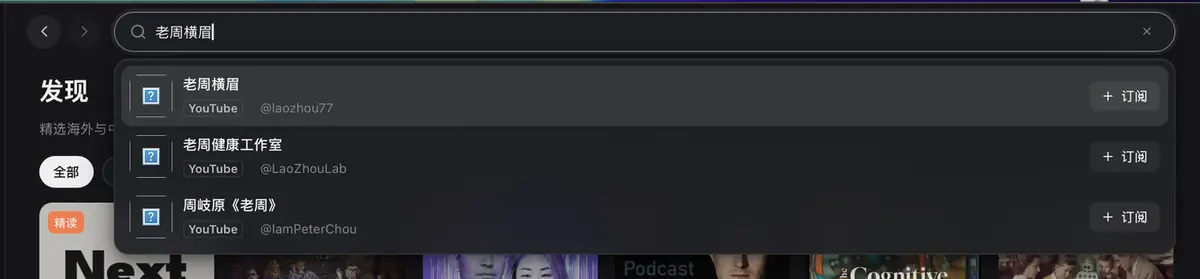 老周横眉
发现
老周横眉
+ 订阅
YouTube @laozhou77
精选海外与
老周健康工作室
+ 订阅
YouTube @LaoZhouLab
全部
周岐原《老周》
+ 订阅
YouTube @IamPeterChou
精读
Next
Podcast
The
Cognitive